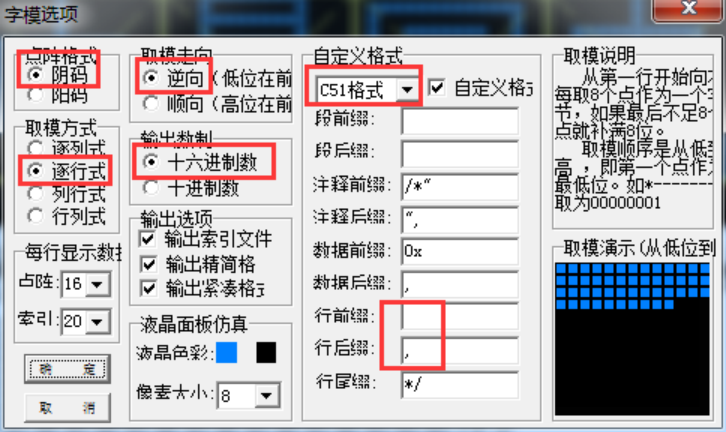 字模选项
点阵格式
阴码
阳码
取模方式
逐列式
逐行式
列行式
行列式
每行显示数据
点阵: 16
索引: 20
确 定
取 消
取模走向
逆向(低位在前
顺向(高位在前
输出数制
十六进制数
十进制数
输出选项
输出索引文件
输出精简格
输出紧凑格式
液晶面板仿真
液晶色彩:
像素大小: 8
自定义格式
C51格式
自定义格式
段前缀:
段后缀:
注释前缀: /*"
注释后缀: ",
数据前缀: 0x
数据后缀: ,
行前缀:
行后缀: ,
行尾缀: */
取模说明
从第一行开始向
每取8个点作为一个字
节，如果最后不足8
点就补满8位。
取模顺序是从低到
高，即第一个点作
最低位。如*-------
取为00000001
取模演示(从低位到